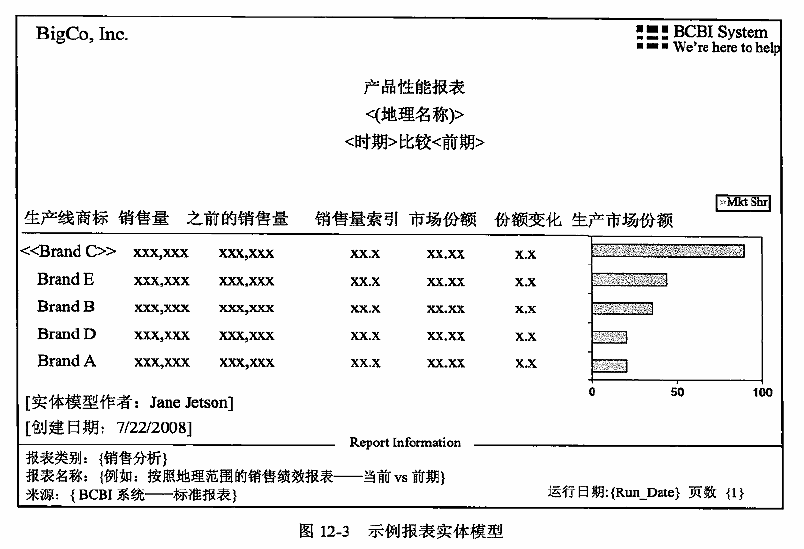 BigCo, Inc.
BCBI System
We're here to help
产品性能报表
<(地理名称)>
<时期>比较<前期>
Mkt Shr
生产线商标 销售量 之前的销售量 销售量索引 市场份额 份额变化 生产市场份额
<<Brand C>> xxx,xxx xxx,xxx xx.x xx.xx x.x
Brand E xxx,xxx xxx,xxx xx.x xx.xx x.x
Brand B xxx,xxx xxx,xxx xx.x xx.xx x.x
Brand D xxx,xxx xxx,xxx xx.x xx.xx x.x
Brand A xxx,xxx xxx,xxx xx.x xx.xx x.x
0 50 100
[实体模型作者：Jane Jetson]
[创建日期：7/22/2008]
Report Information
报表类别：{销售分析}
报表名称：{例如：按照地理范围的销售绩效报表——当前 vs 前期}
来源：{BCBI 系统——标准报表}
运行日期:{Run_Date} 页数 {1}
图 12-3 示例报表实体模型